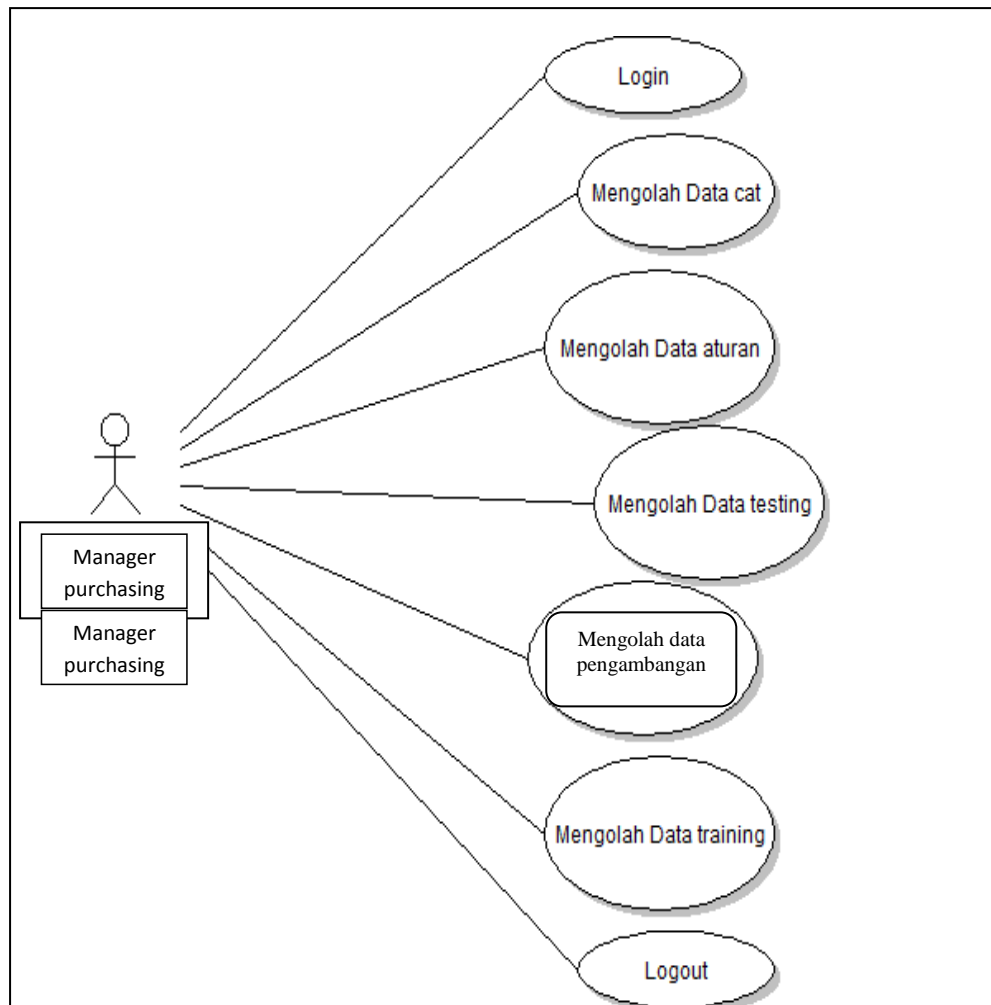 Login
Mengolah Data cat
Mengolah Data aturan
Mengolah Data testing
Manager
purchasing
Manager
purchasing
Mengolah data
pengambangan
Mengolah Data training
Logout